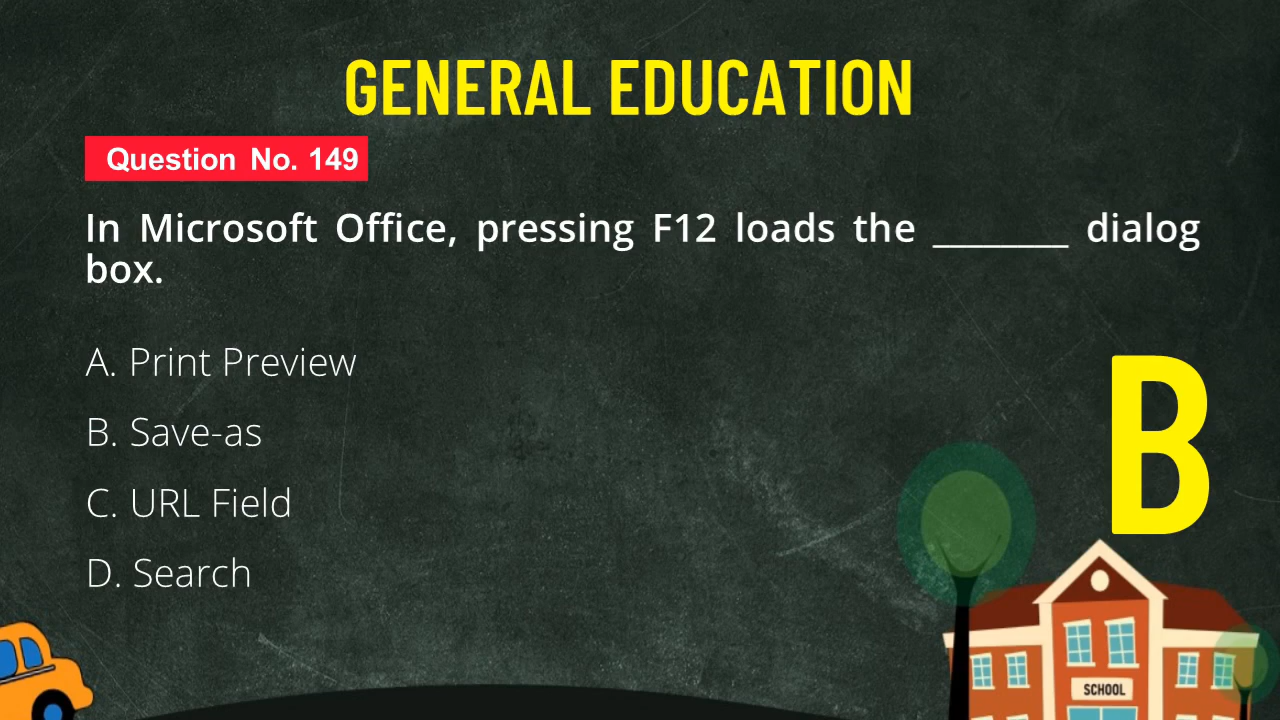 GENERAL EDUCATION
Question No. 149
In Microsoft Office, pressing F12 loads the ________ dialog
box.
A. Print Preview
B. Save-as
C. URL Field
D. Search
B
SCHOOL